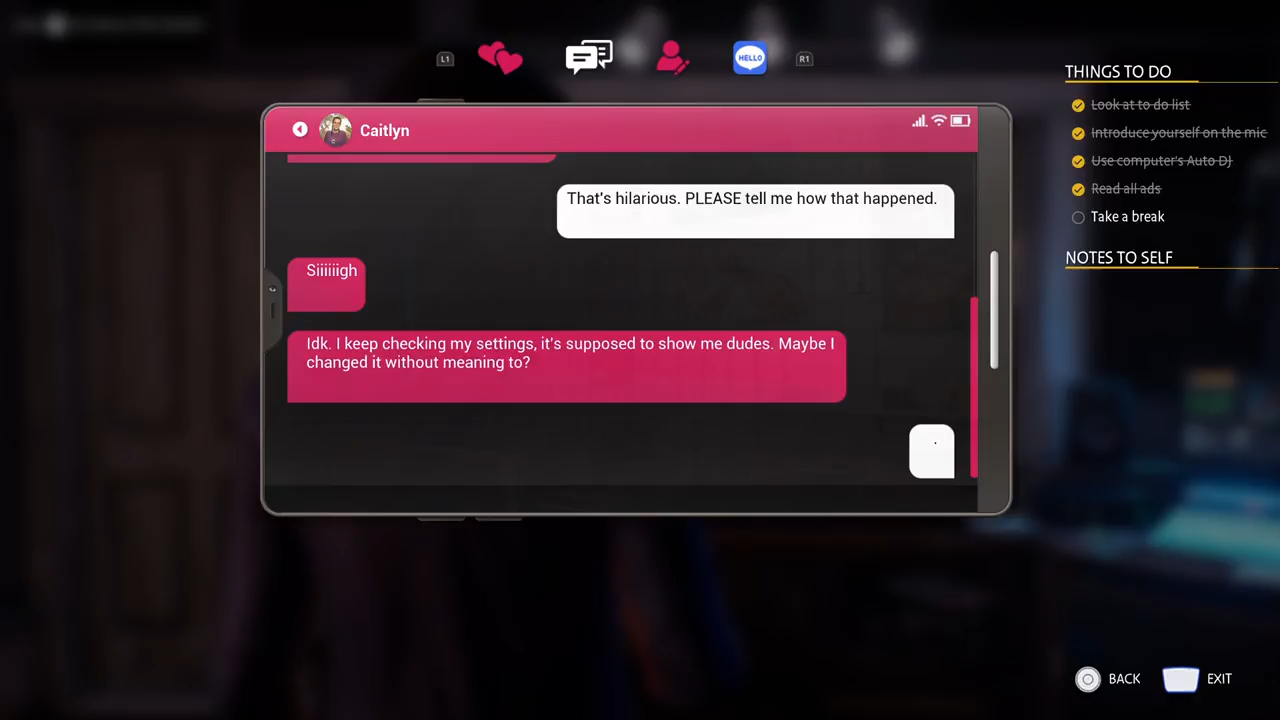 L1
HELLO
R1
THINGS TO DO
Look at to do list
Introduce yourself on the mic
Use computer's Auto DJ
Read all ads
Take a break
NOTES TO SELF
Caitlyn
That's hilarious. PLEASE tell me how that happened.
Siiiiiigh
Idk. I keep checking my settings, it's supposed to show me dudes. Maybe I
changed it without meaning to?
.
BACK
EXIT